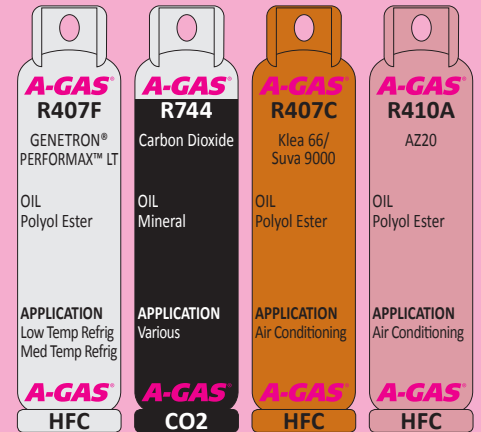 A-GAS®
R407F
GENETRON®
PERFORMAX™ LT
OIL
Polyol Ester
APPLICATION
Low Temp Refrig
Med Temp Refrig
A-GAS®
HFC
A-GAS®
R744
Carbon Dioxide
OIL
Mineral
APPLICATION
Various
A-GAS®
CO2
A-GAS®
R407C
Klea 66/
Suva 9000
OIL
Polyol Ester
APPLICATION
Air Conditioning
A-GAS®
HFC
A-GAS®
R410A
AZ20
OIL
Polyol Ester
APPLICATION
Air Conditioning
A-GAS®
HFC